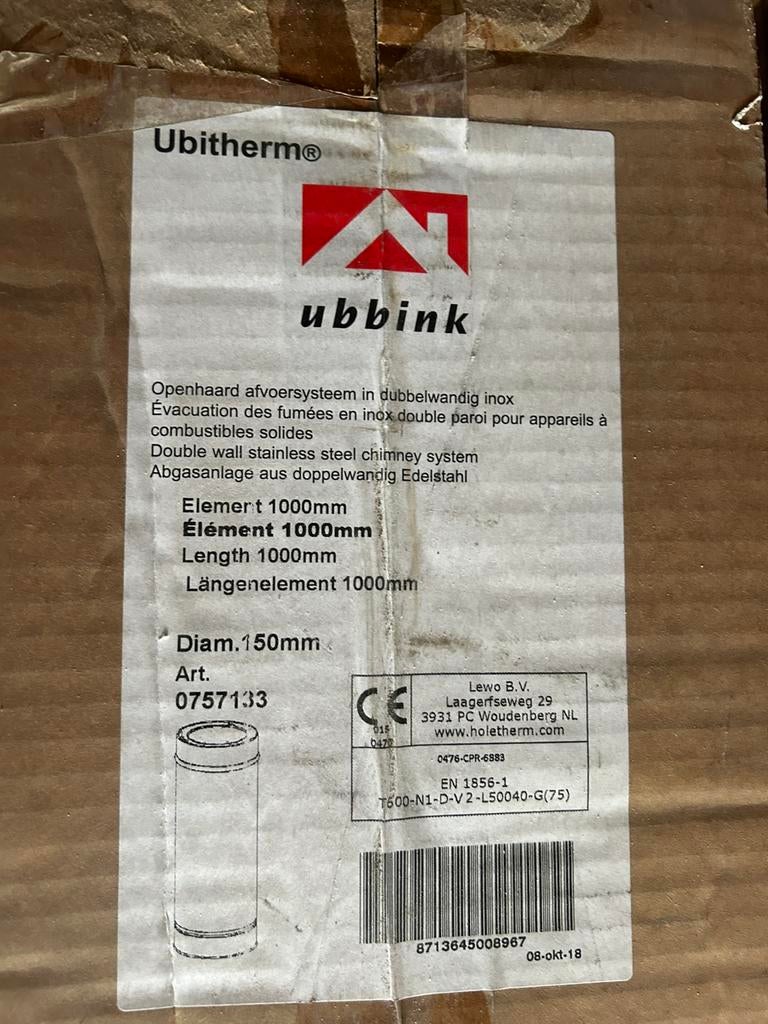 Ubitherm®
ubbink
Openhaard afvoersysteem in dubbelwandig inox
Évacuation des fumées en inox double paroi pour appareils à
combustibles solides
Double wall stainless steel chimney system
Abgasanlage aus doppelwandig Edelstahl
Element 1000mm
Élément 1000mm
Length 1000mm
Längenelement 1000mm
Diam.150mm
Art.
0757133
CE
015
0476
Lewo B.V.
Laagerfseweg 29
3931 PC Woudenberg NL
www.holetherm.com
0476-CPR-6883
EN 1856-1
T600-N1-D-V2-L50040-G(75)
8713645008967
08-okt-18